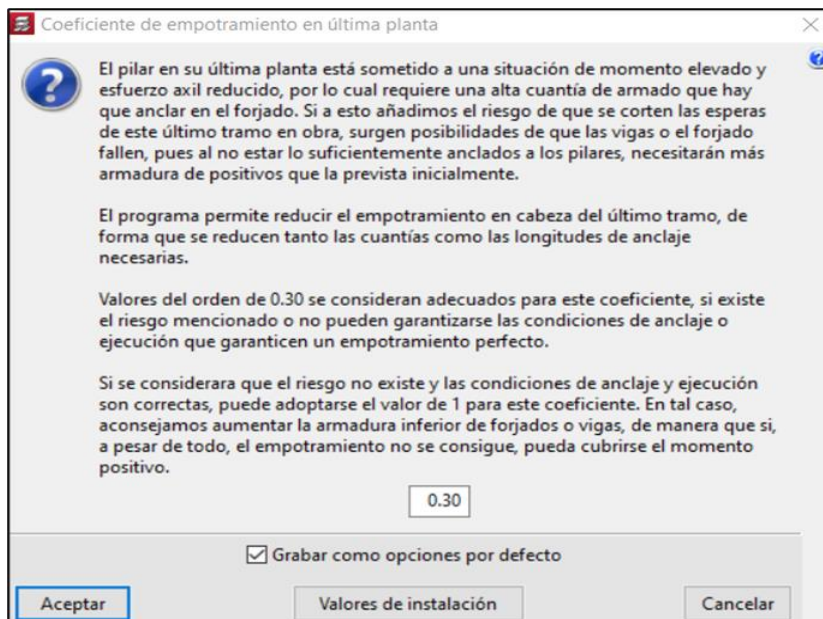 Coeficiente de empotramiento en última planta
El pilar en su última planta está sometido a una situación de momento elevado y
esfuerzo axil reducido, por lo cual requiere una alta cuantía de armado que hay
que anclar en el forjado. Si a esto añadimos el riesgo de que se corten las esperas
de este último tramo en obra, surgen posibilidades de que las vigas o el forjado
fallen, pues al no estar lo suficientemente anclados a los pilares, necesitarán más
armadura de positivos que la prevista inicialmente.
El programa permite reducir el empotramiento en cabeza del último tramo, de
forma que se reducen tanto las cuantías como las longitudes de anclaje
necesarias.
Valores del orden de 0.30 se consideran adecuados para este coeficiente, si existe
el riesgo mencionado o no pueden garantizarse las condiciones de anclaje o
ejecución que garanticen un empotramiento perfecto.
Si se considerara que el riesgo no existe y las condiciones de anclaje y ejecución
son correctas, puede adoptarse el valor de 1 para este coeficiente. En tal caso,
aconsejamos aumentar la armadura inferior de forjados o vigas, de manera que si,
a pesar de todo, el empotramiento no se consigue, pueda cubrirse el momento
positivo.
0.30
Grabar como opciones por defecto
Aceptar
Valores de instalación
Cancelar